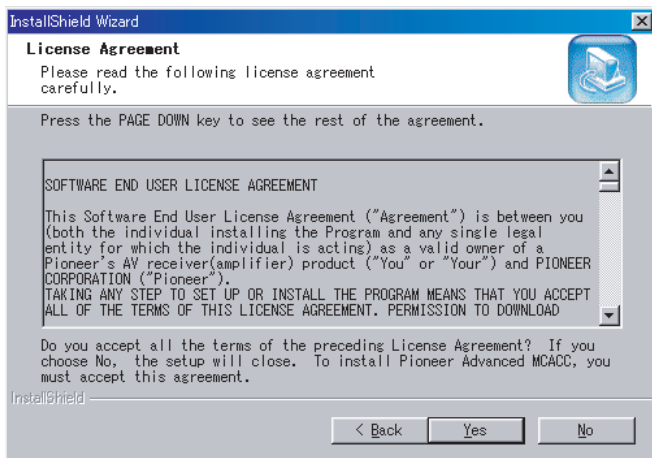 InstallShield Wizard
License Agreement
Please read the following license agreement
carefully.
Press the PAGE DOWN key to see the rest of the agreement.
SOFTWARE END USER LICENSE AGREEMENT
This Software End User License Agreement ("Agreement") is between you
(both the individual installing the Program and any single legal
entity for which the individual is acting) as a valid owner of a
Pioneer's AV receiver(amplifier) product ("You" or "Your") and PIONEER
CORPORATION ("Pioneer").
TAKING ANY STEP TO SET UP OR INSTALL THE PROGRAM MEANS THAT YOU ACCEPT
ALL OF THE TERMS OF THIS LICENSE AGREEMENT. PERMISSION TO DOWNLOAD
Do you accept all the terms of the preceding License Agreement? If you
choose No, the setup will close. To install Pioneer Advanced MCACC, you
must accept this agreement.
InstallShield
< Back Yes No